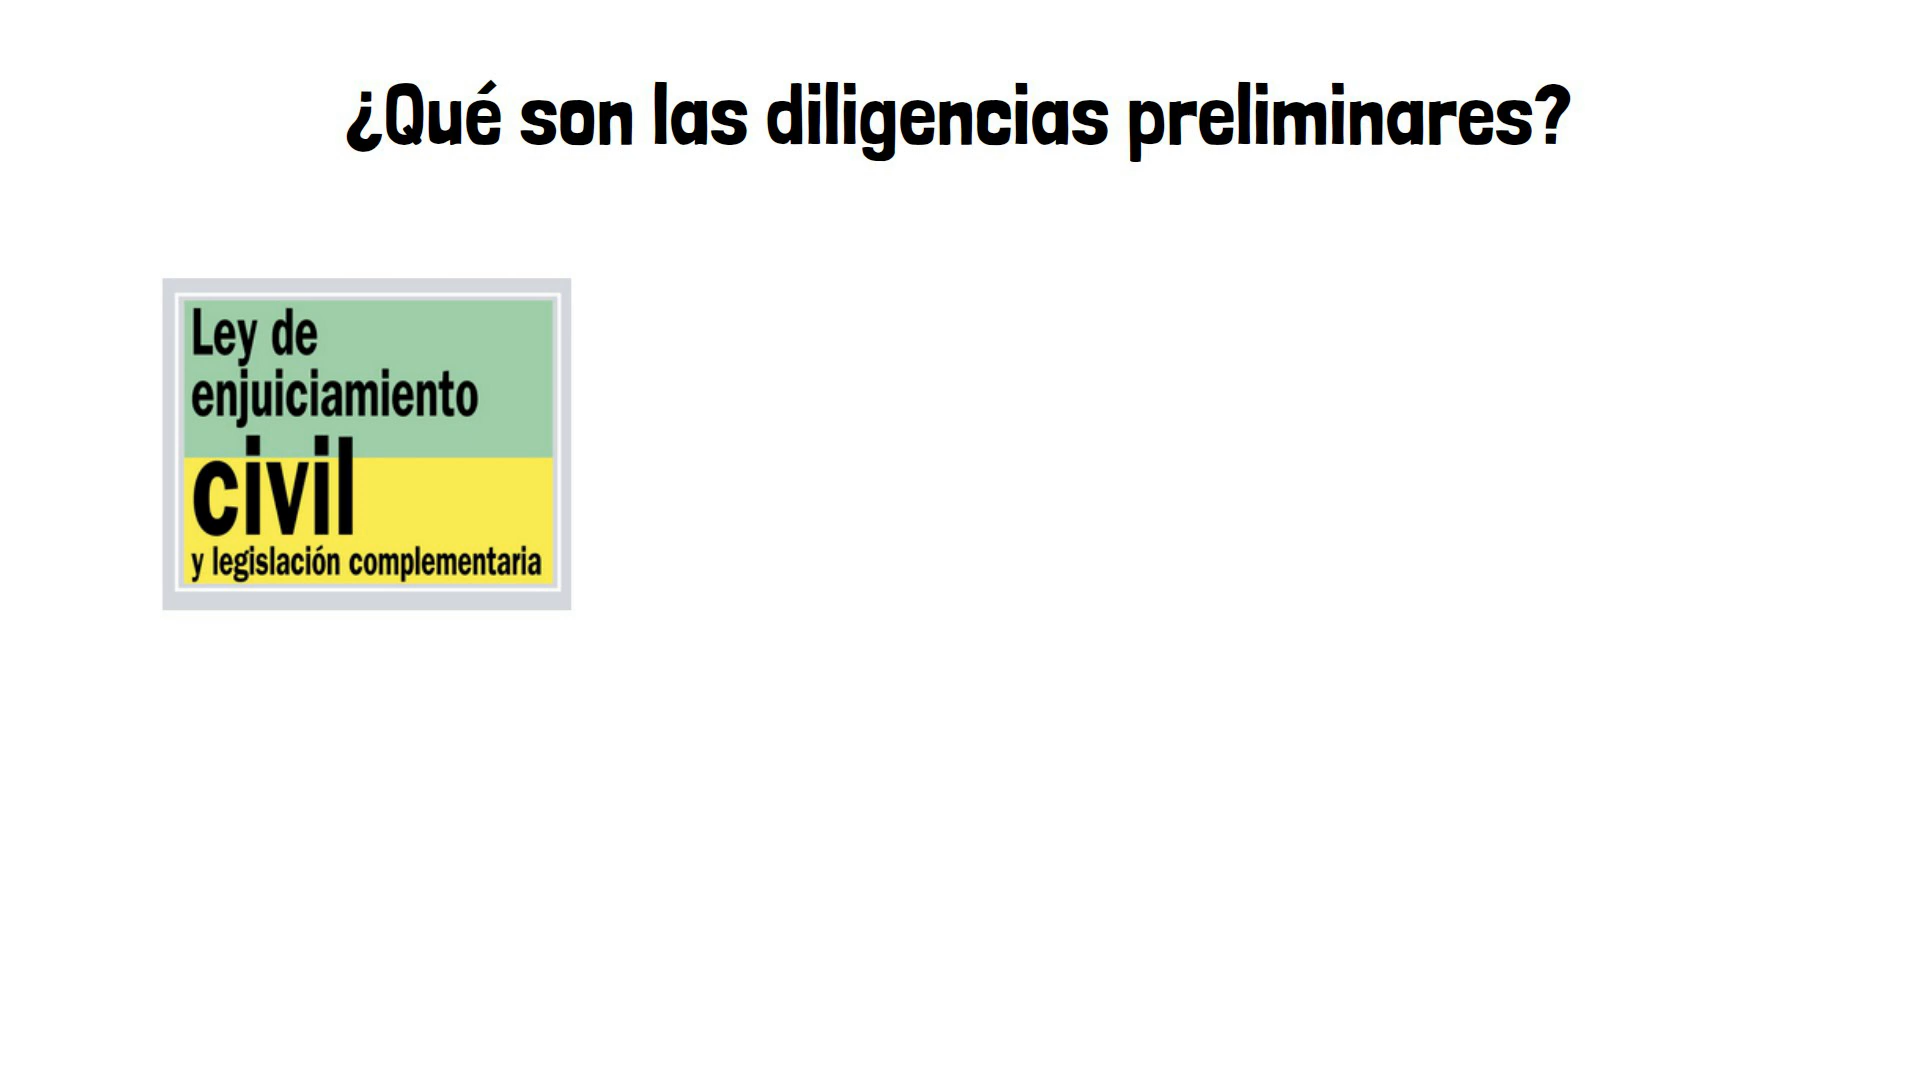 ¿Qué son las diligencias preliminares?
Ley de
enjuiciamiento
civil
y legislación complementaria